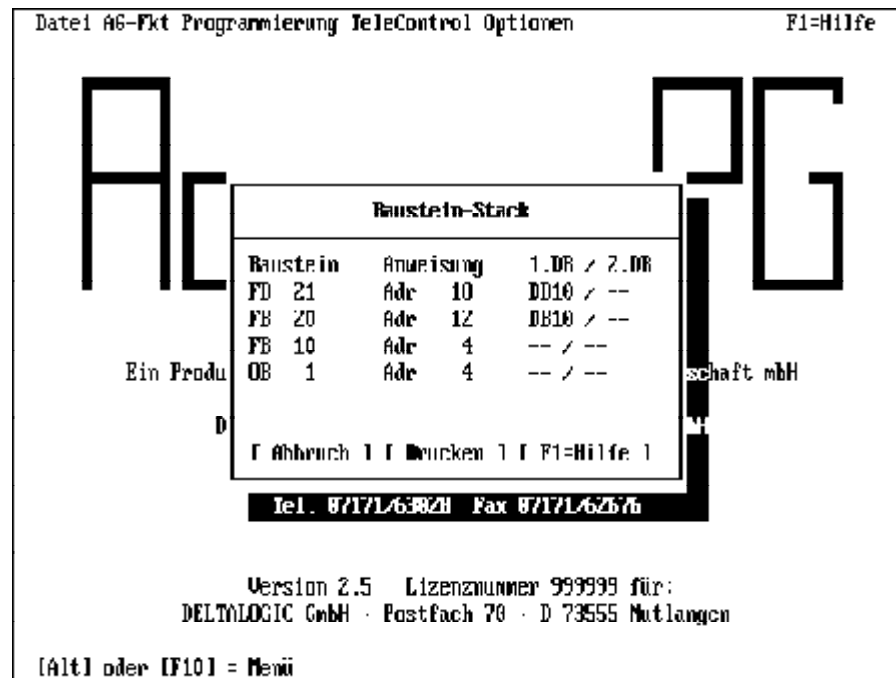 Datei AG-Fkt Programmierung TeleControl Optionen F1=Hilfe
Baustein-Stack
Baustein Anweisung 1.DB / 2.DB
FB 21 Adr 10 DB10 / --
FB 20 Adr 12 DB10 / --
FB 10 Adr 4 -- / --
OB 1 Adr 4 -- / --
Ein Produ schaft mbH
D
[ Abbruch ] [ Drucken ] [ F1=Hilfe ]
Tel. 07171/63020 Fax 07171/62676
Version 2.5 Lizenznummer 999999 für:
DELTALOGIC GmbH · Postfach 70 · D 73555 Mutlangen
[Alt] oder [F10] = Menü